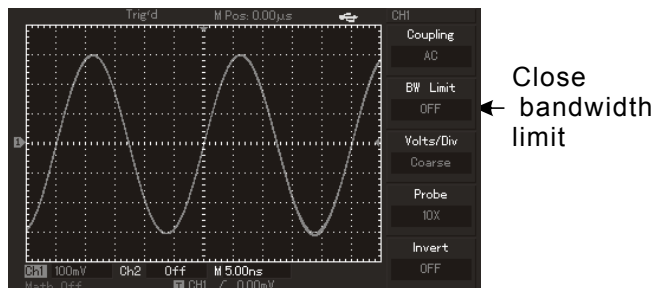 Trig'd M Pos: 0.00μs CH1
Coupling
AC
BW Limit
OFF
Volts/Div
Coarse
Probe
10X
Invert
OFF
1
Ch1 100mV Ch2 Off M 5.00ns
Math Off T CH1 / 0.00mV
Close
bandwidth
limit